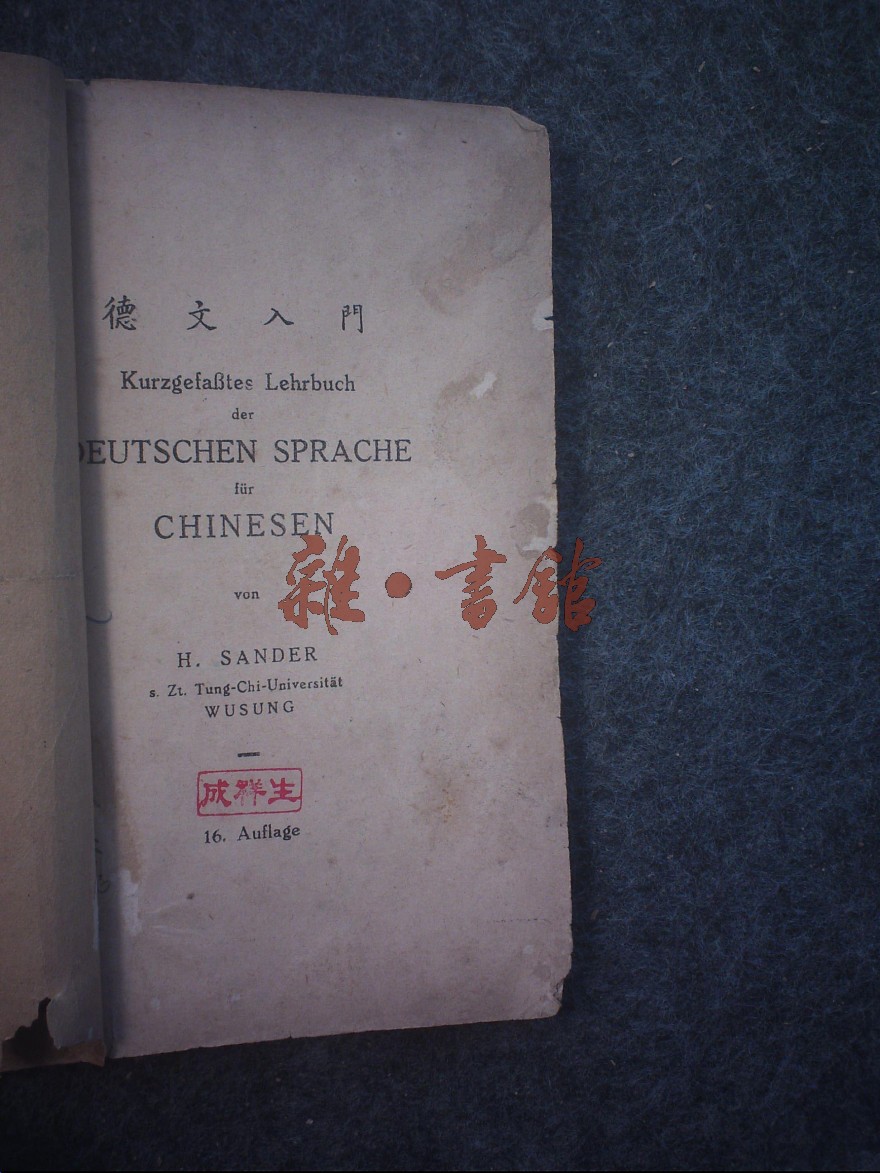 德文入門
Kurzgefaßtes Lehrbuch
der
DEUTSCHEN SPRACHE
für
CHINESEN
von
雜·書館
H. SANDER
s. Zt. Tung-Chi-Universität
WUSUNG
成祥生
16. Auflage